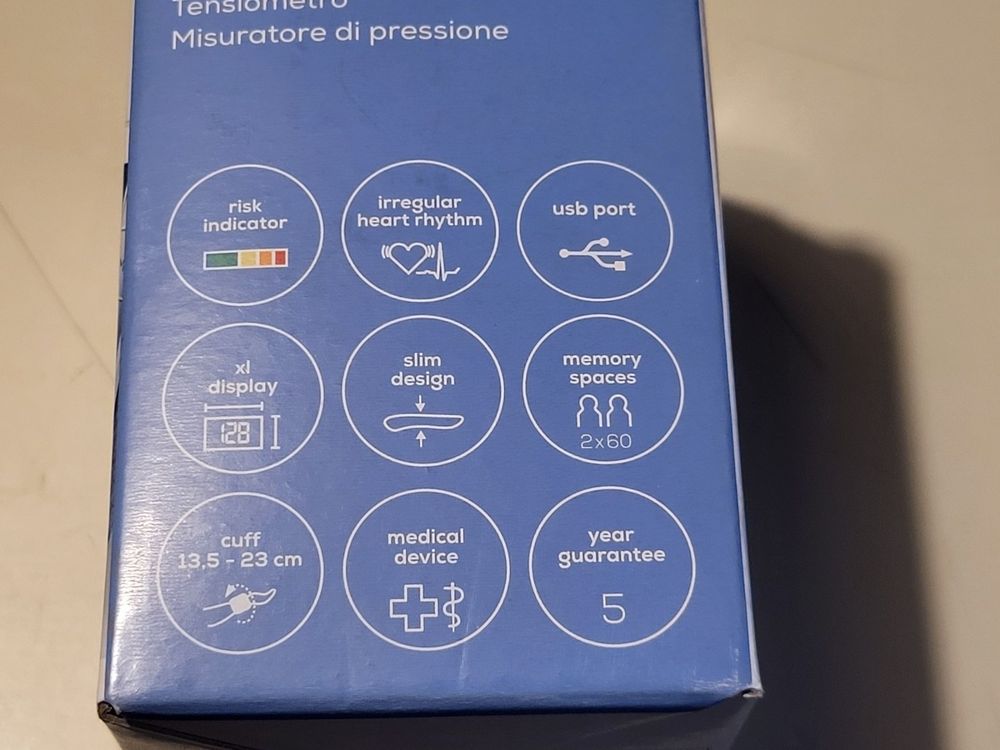 Tensiometro
Misuratore di pressione
risk
indicator
irregular
heart rhythm
usb port
xl
display
128
slim
design
memory
spaces
2x60
cuff
13,5 - 23 cm
medical
device
year
guarantee
5